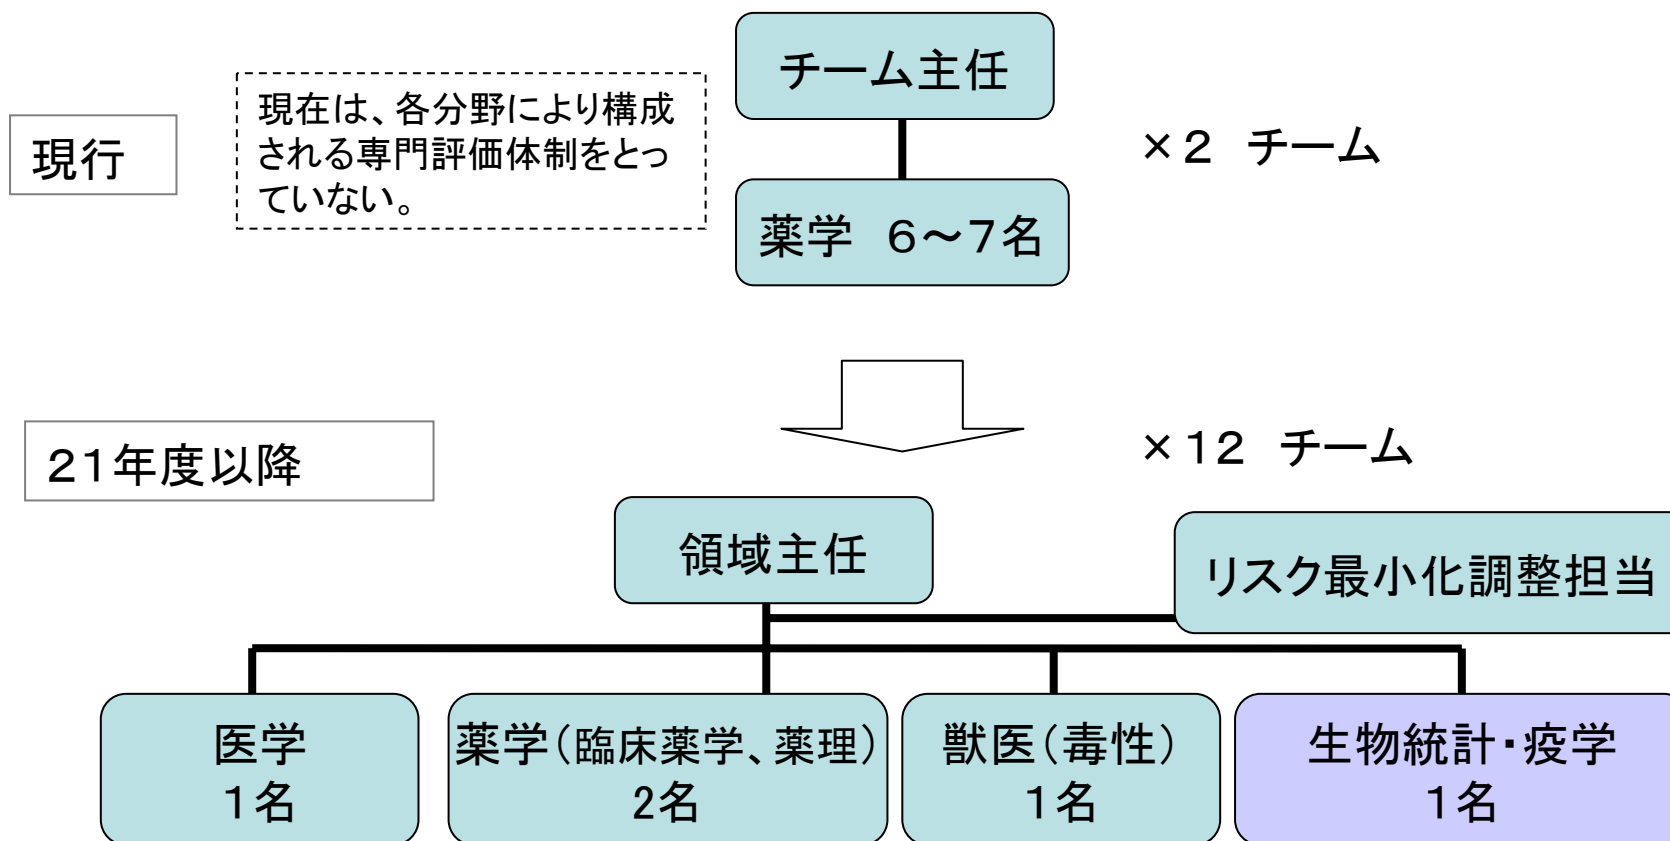 チーム主任
現在は、各分野により構成
される専門評価体制をとっ
ていない。
現行
×2　チーム
薬学　6～7名
21年度以降
×12　チーム
領域主任
リスク最小化調整担当
医学
1名
薬学(臨床薬学、薬理)
2名
獣医(毒性)
1名
生物統計・疫学
1名